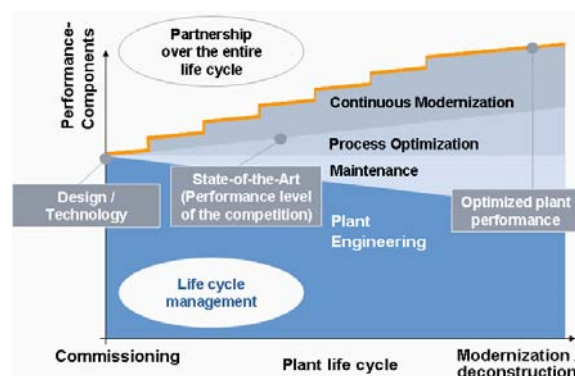 Performance-
Components
Partnership
over the entire
life cycle
Continuous Modernization
Process Optimization
Maintenance
Design /
Technology
State-of-the-Art
(Performance level
of the competition)
Optimized plant
performance
Plant
Engineering
Life cycle
management
Commissioning
Plant life cycle
Modernization /
deconstruction